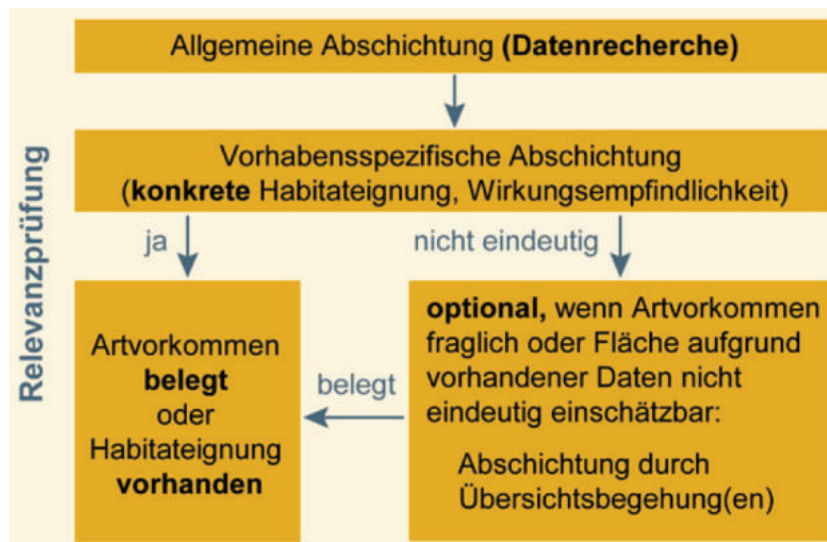 Relevanzprüfung
Allgemeine Abschichtung (Datenrecherche)
Vorhabensspezifische Abschichtung
(konkrete Habitateignung, Wirkungsempfindlichkeit)
ja
nicht eindeutig
Artvorkommen
belegt
oder
Habitateignung
vorhanden
belegt
optional, wenn Artvorkommen
fraglich oder Fläche aufgrund
vorhandener Daten nicht
eindeutig einschätzbar:
Abschichtung durch
Übersichtsbegehung(en)